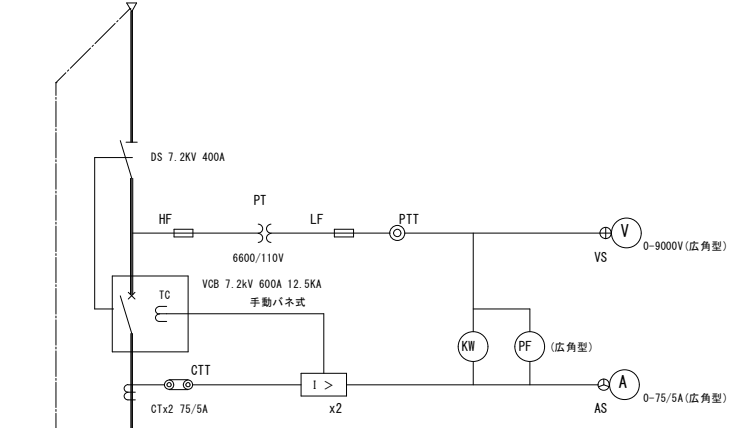 DS 7.2KV 400A
PT
HF
LF
PTT
V
6600/110V
VS
0-9000V(広角型)
VCB 7.2kV 600A 12.5KA
TC
手動バネ式
KW
PF
(広角型)
CTT
I >
A
CTx2 75/5A
x2
AS
0-75/5A(広角型)